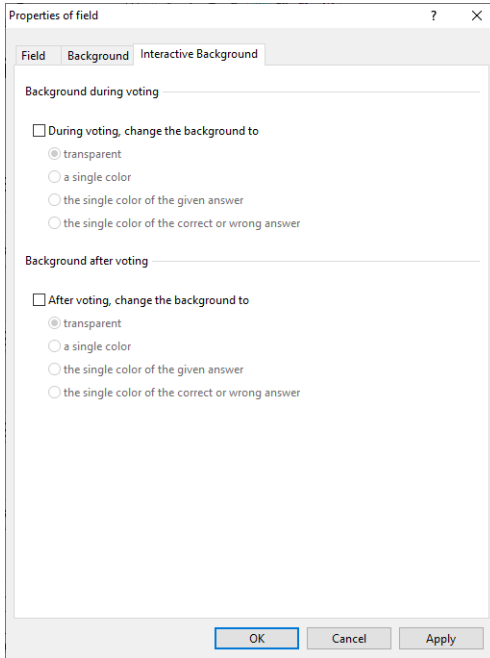 Properties of field ? ×
Field Background Interactive Background
Background during voting
During voting, change the background to
transparent
a single color
the single color of the given answer
the single color of the correct or wrong answer
Background after voting
After voting, change the background to
transparent
a single color
the single color of the given answer
the single color of the correct or wrong answer
OK Cancel Apply